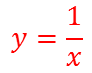 y = 1/x